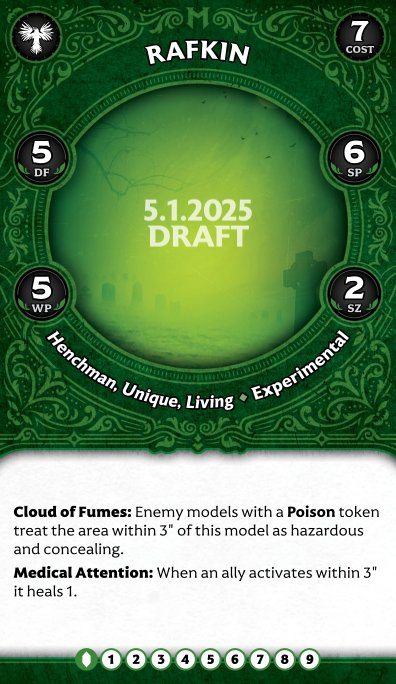 RAFKIN
7
COST
5
DF
6
SP
5.1.2025
DRAFT
5
WP
2
SZ
Henchman, Unique, Living ♦ Experimental
Cloud of Fumes: Enemy models with a Poison token
treat the area within 3" of this model as hazardous
and concealing.
Medical Attention: When an ally activates within 3"
it heals 1.
1 2 3 4 5 6 7 8 9